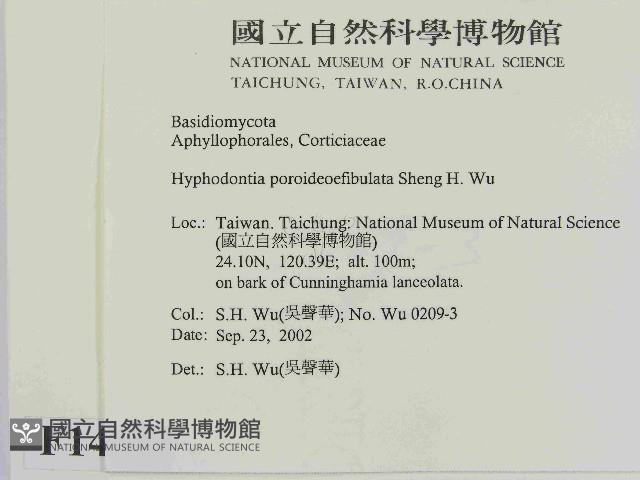 國立自然科學博物館
NATIONAL MUSEUM OF NATURAL SCIENCE
TAICHUNG, TAIWAN, R.O.CHINA
Basidiomycota
Aphyllophorales, Corticiaceae
Hyphodontia poroideoefibulata Sheng H. Wu
Loc.: Taiwan. Taichung: National Museum of Natural Science
(國立自然科學博物館)
24.10N, 120.39E; alt. 100m;
on bark of Cunninghamia lanceolata.
Col.: S.H. Wu(吳聲華); No. Wu 0209-3
Date: Sep. 23, 2002
Det.: S.H. Wu(吳聲華)
國立自然科學博物館
NATIONAL MUSEUM OF NATURAL SCIENCE
F14